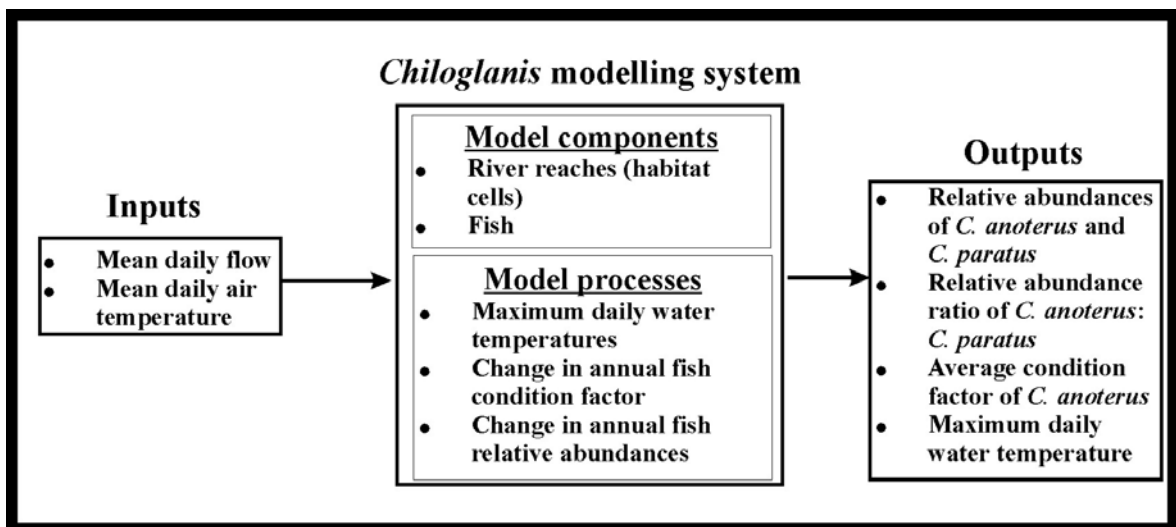 Chiloglanis modelling system
Inputs
• Mean daily flow
• Mean daily air
temperature
Model components
• River reaches (habitat
cells)
• Fish
Model processes
• Maximum daily water
temperatures
• Change in annual fish
condition factor
• Change in annual fish
relative abundances
Outputs
• Relative abundances
of C. anoterus and
C. paratus
• Relative abundance
ratio of C. anoterus:
C. paratus
• Average condition
factor of C. anoterus
• Maximum daily
water temperature